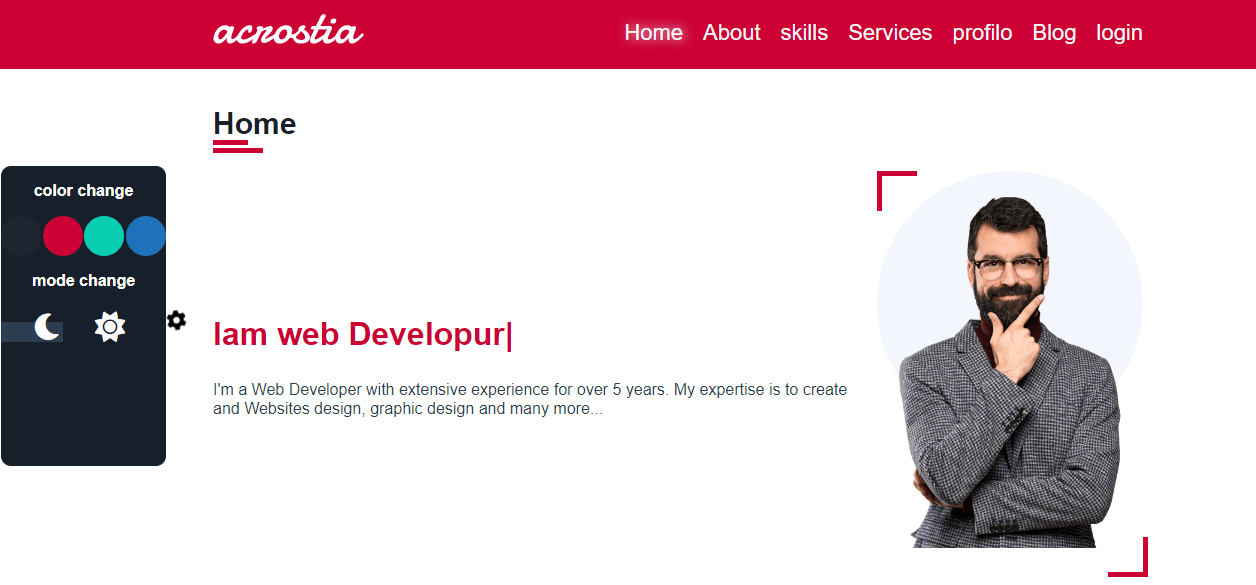 acrostia
Home About skills Services profilo Blog login
Home
color change
mode change
Iam web Developur|
I'm a Web Developer with extensive experience for over 5 years. My expertise is to create
and Websites design, graphic design and many more...